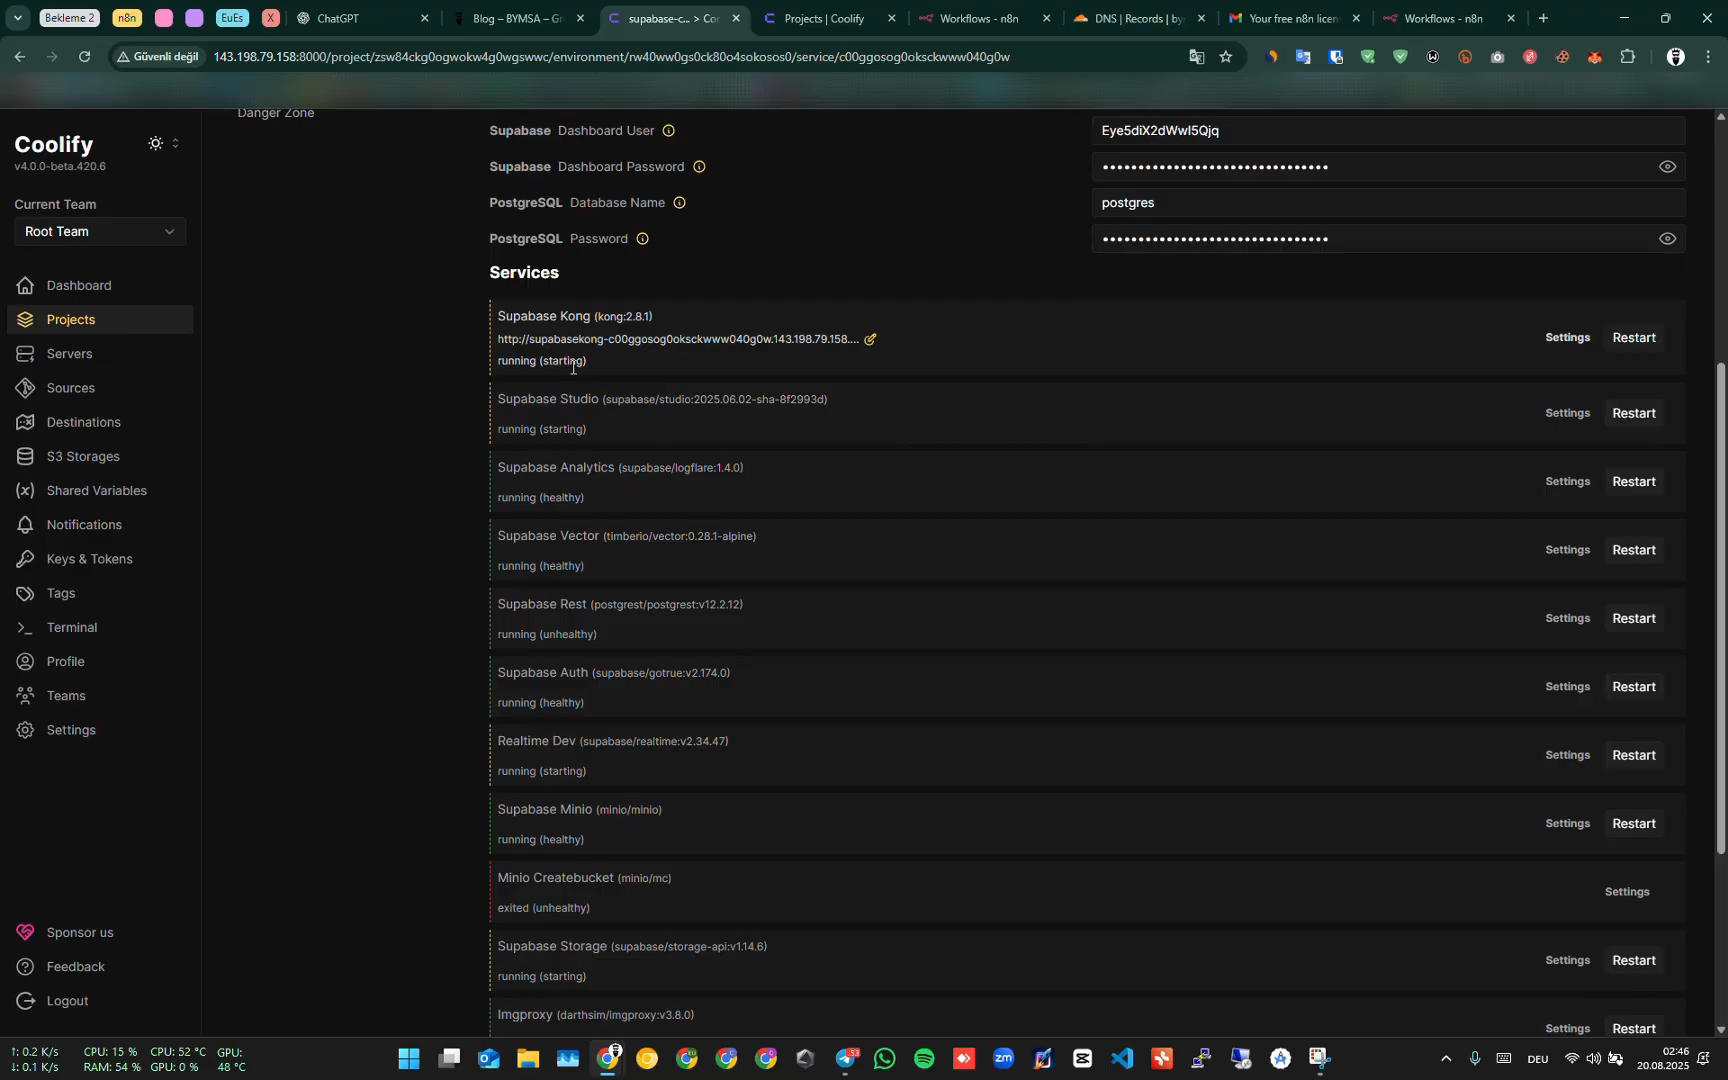 Bekleme 2
n8n
EuEs
X
ChatGPT
Blog – BYMSA – Gr
supabase-c... > Cor
Projects | Coolify
Workflows - n8n
DNS | Records | by
Your free n8n licen
Workflows - n8n
Güvenli değil
143.198.79.158:8000/project/zsw84ckg0ogwokw4g0wgswwc/environment/rw40ww0gs0ck80o4sokosos0/service/c00ggosog0oksckwww040g0w
Coolify
v4.0.0-beta.420.6
Current Team
Root Team
Dashboard
Projects
Servers
Sources
Destinations
S3 Storages
Shared Variables
Notifications
Keys & Tokens
Tags
Terminal
Profile
Teams
Settings
Sponsor us
Feedback
Logout
Danger Zone
Supabase Dashboard User
Eye5diX2dWwI5Qjq
Supabase Dashboard Password
••••••••••••••••••••••••••••••••
PostgreSQL Database Name
postgres
PostgreSQL Password
••••••••••••••••••••••••••••••••
Services
Supabase Kong (kong:2.8.1)
http://supabasekong-c00ggosog0oksckwww040g0w.143.198.79.158....
running (starting)
Settings
Restart
Supabase Studio (supabase/studio:2025.06.02-sha-8f2993d)
running (starting)
Settings
Restart
Supabase Analytics (supabase/logflare:1.4.0)
running (healthy)
Settings
Restart
Supabase Vector (timberio/vector:0.28.1-alpine)
running (healthy)
Settings
Restart
Supabase Rest (postgrest/postgrest:v12.2.12)
running (unhealthy)
Settings
Restart
Supabase Auth (supabase/gotrue:v2.174.0)
running (healthy)
Settings
Restart
Realtime Dev (supabase/realtime:v2.34.47)
running (starting)
Settings
Restart
Supabase Minio (minio/minio)
running (healthy)
Settings
Restart
Minio Createbucket (minio/mc)
exited (unhealthy)
Settings
Supabase Storage (supabase/storage-api:v1.14.6)
running (starting)
Settings
Restart
Imgproxy (darthsim/imgproxy:v3.8.0)
Settings
Restart
↑: 0.2 K/s CPU: 15 % CPU: 52 °C GPU:
↓: 0.1 K/s RAM: 54 % GPU: 0 % 48 °C
53
zm
DEU
02:46
20.08.2025